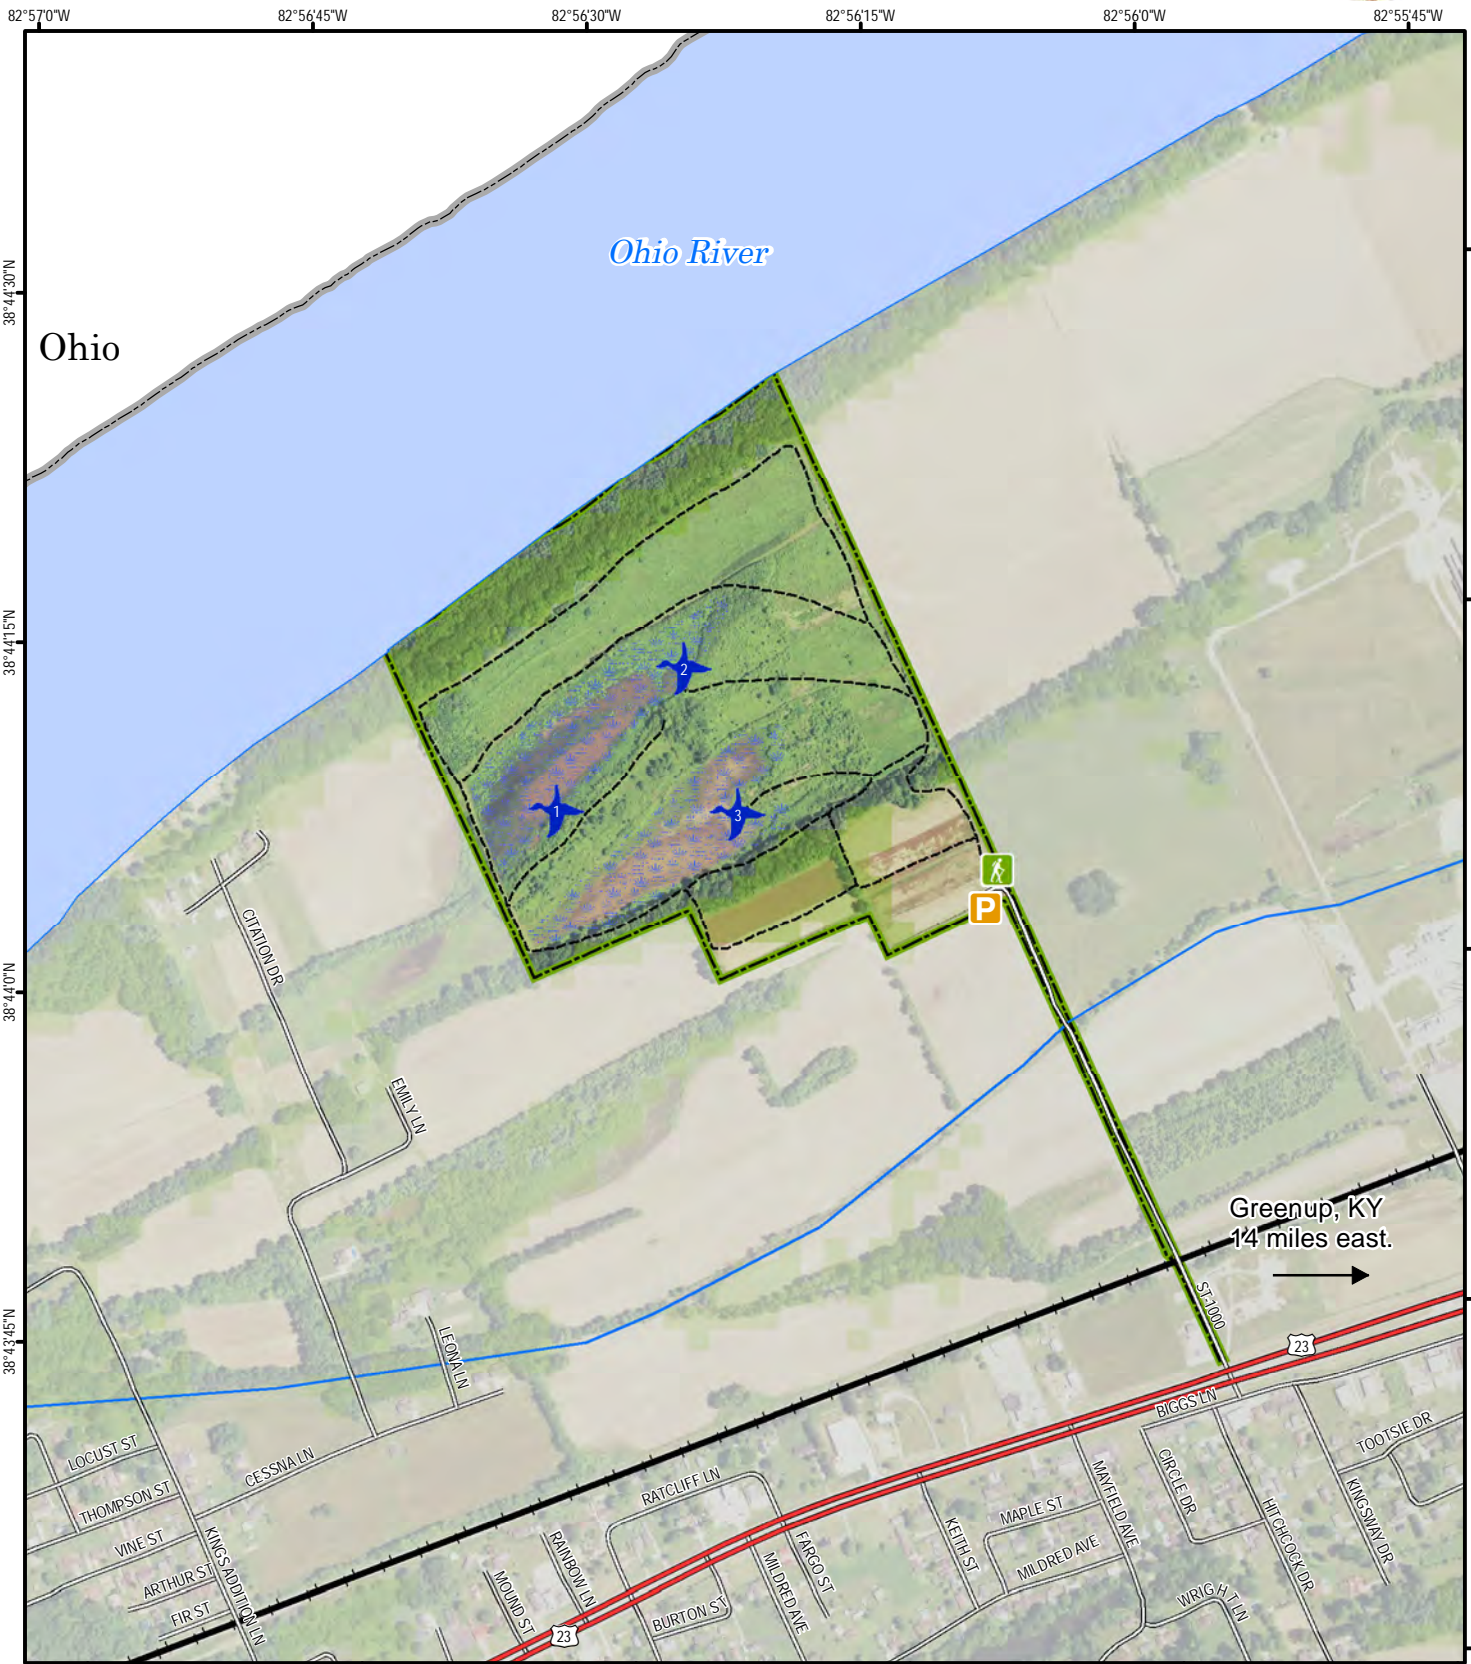 82°57'0"W
82°56'45"W
82°56'30"W
82°56'15"W
82°56'0"W
82°55'45"W
38°44'30"N
38°44'15"N
38°44'0"N
38°43'45"N
Ohio River
Ohio
2
1
3
P
CITATION DR
EMILY LN
Greenup, KY
14 miles east.
ST-1000
23
LEONA LN
BIGGS LN
LOCUST ST
CESSNA LN
THOMPSON ST
VINE ST
ARTHUR ST
FIR ST
KINGS ADDITION LN
RATCLIFF LN
RAINBOW LN
MOUND ST
BURTON ST
23
MILDRED AVE
FARGO ST
KEITH ST
MAPLE ST
MILDRED AVE
MAYFIELD AVE
CIRCLE DR
HITCHCOCK DR
WRIGHT LN
KINGSWAY DR
TOOTSIE DR